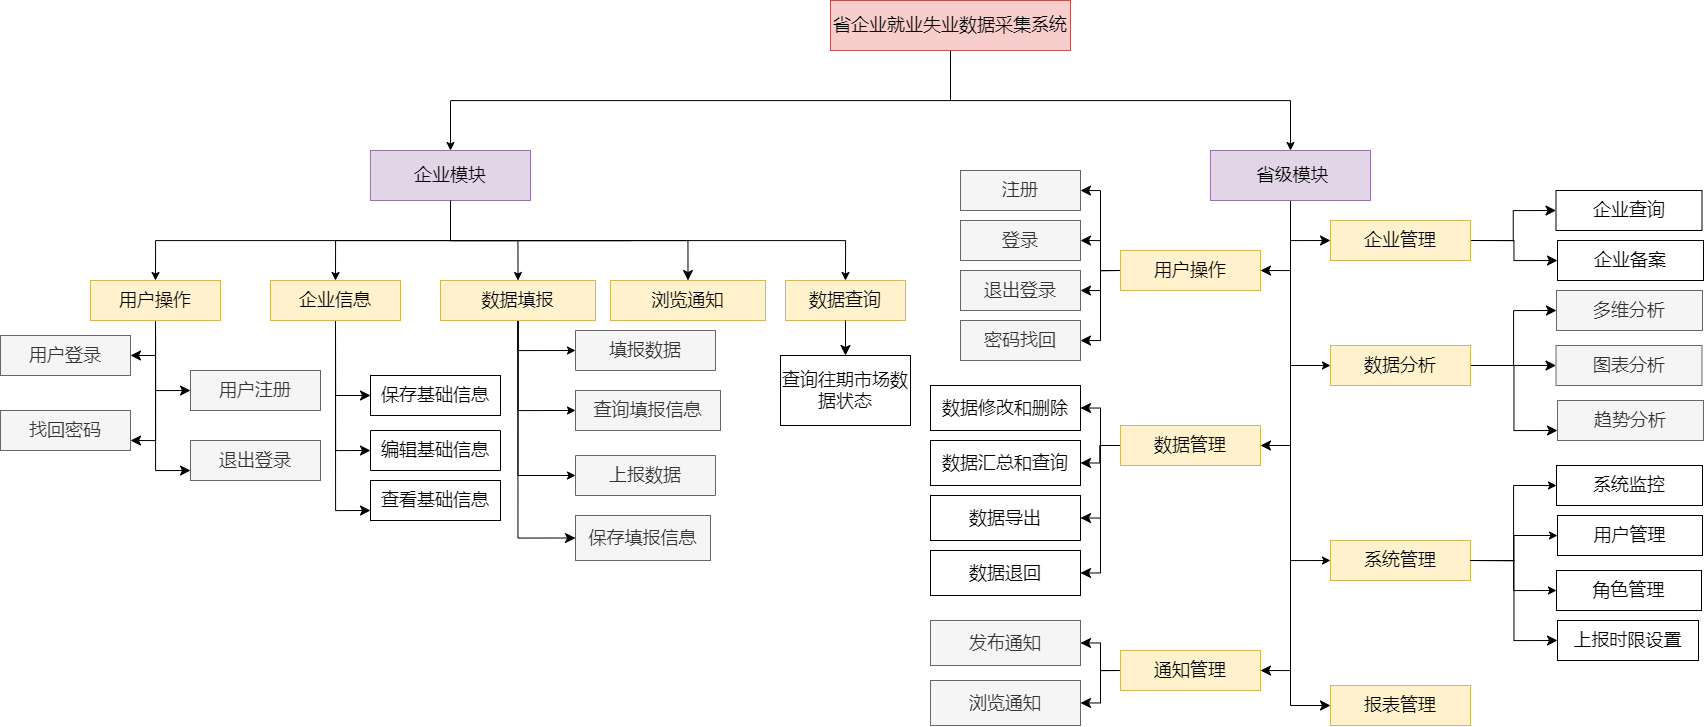 省企业就业失业数据采集系统
企业模块
用户操作
用户登录
用户注册
找回密码
退出登录
企业信息
保存基础信息
编辑基础信息
查看基础信息
数据填报
填报数据
查询填报信息
上报数据
保存填报信息
浏览通知
数据查询
查询往期市场数
据状态
省级模块
用户操作
注册
登录
退出登录
密码找回
数据管理
数据修改和删除
数据汇总和查询
数据导出
数据退回
通知管理
发布通知
浏览通知
企业管理
企业查询
企业备案
数据分析
多维分析
图表分析
趋势分析
系统管理
系统监控
用户管理
角色管理
上报时限设置
报表管理